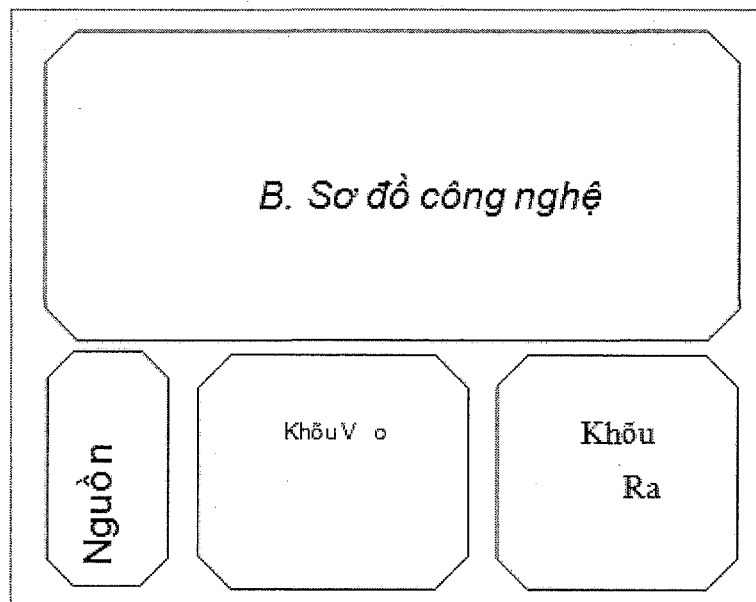 B. Sơ đồ công nghệ
Nguồn
Khõu V o
Khõu
Ra